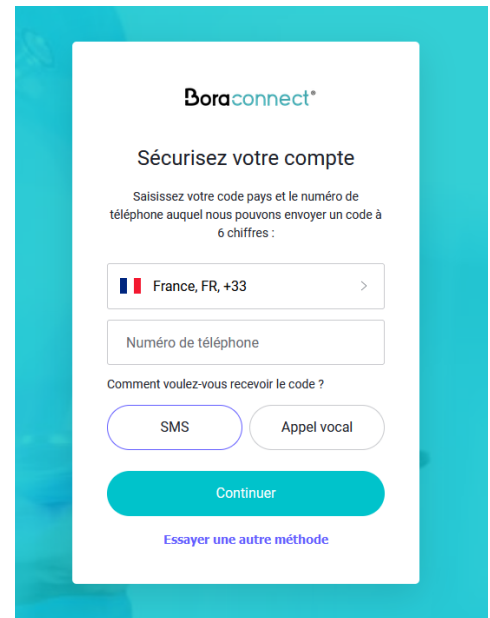 Boraconnect
Sécurisez votre compte
Saisissez votre code pays et le numéro de
téléphone auquel nous pouvons envoyer un code à
6 chiffres :
France, FR, +33
Numéro de téléphone
Comment voulez-vous recevoir le code ?
SMS
Appel vocal
Continuer
Essayer une autre méthode